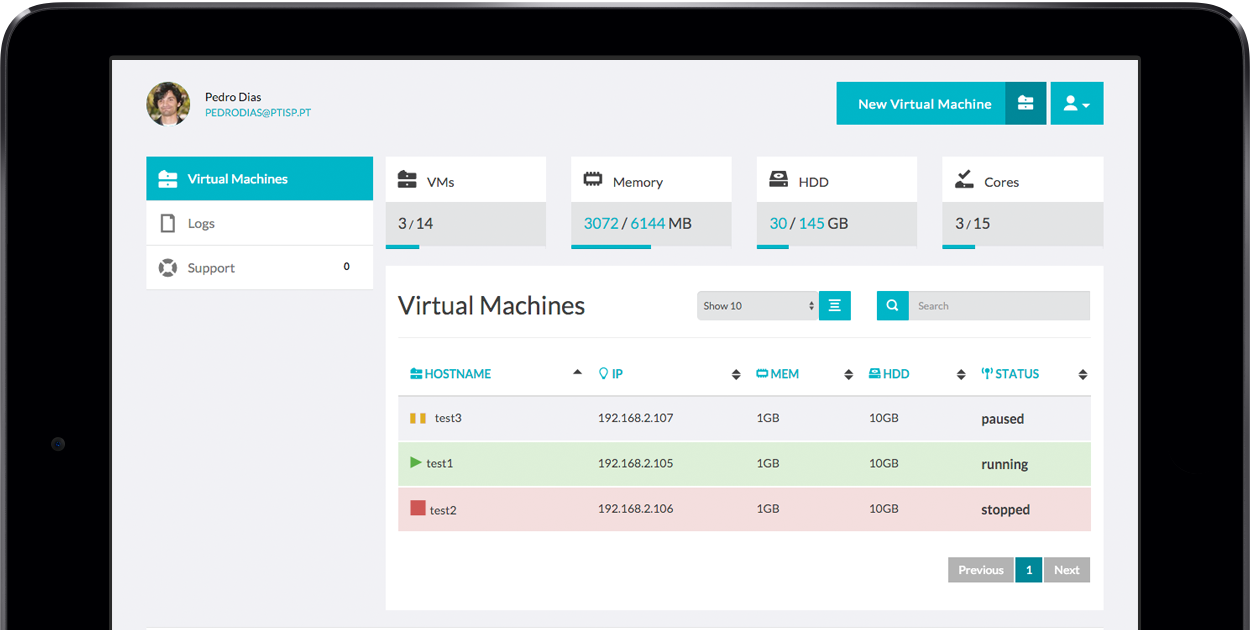 Pedro Dias
PEDRODIAS@PTISP.PT
New Virtual Machine
Virtual Machines
Logs
Support 0
VMs
3 / 14
Memory
3072 / 6144 MB
HDD
30 / 145 GB
Cores
3 / 15
Virtual Machines
Show 10
Search
HOSTNAME IP MEM HDD STATUS
test3 192.168.2.107 1GB 10GB paused
test1 192.168.2.105 1GB 10GB running
test2 192.168.2.106 1GB 10GB stopped
Previous 1 Next